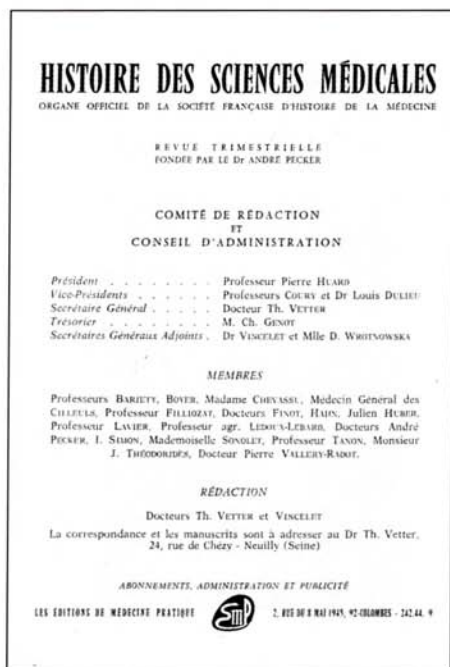 HISTOIRE DES SCIENCES MÉDICALES
ORGANE OFFICIEL DE LA SOCIÉTÉ FRANÇAISE D'HISTOIRE DE LA MÉDECINE
REVUE TRIMESTRIELLE
FONDÉE PAR LE Dr ANDRÉ PECKER
COMITÉ DE RÉDACTION
ET
CONSEIL D'ADMINISTRATION
Président . . . . . . . . Professeur Pierre HUARD
Vice-Présidents . . . . . . . Professeurs COURY et Dr Louis DULIEU
Secrétaire Général . . . . . Docteur Th. VETTER
Trésorier . . . . . . . . M. Ch. GENOT
Secrétaires Généraux Adjoints . Dr VINCELET et Mlle D. WROTNOWSKA
MEMBRES
Professeurs BARIETY, BOYER, Madame CHEVASSU, Médecin Général des
CILLEULS, Professeur FILLIOZAT, Docteurs FINOT, HAHN, Julien HUBER,
Professeur LAVIER, Professeur agr. LEDOUX-LEBARD, Docteurs André
PECKER, I. SIMON, Mademoiselle SONOLET, Professeur TANON, Monsieur
J. THÉODORIDÈS, Docteur Pierre VALLERY-RADOT.
RÉDACTION
Docteurs Th. VETTER et VINCELET
La correspondance et les manuscrits sont à adresser au Dr Th. Vetter,
24, rue de Chézy - Neuilly (Seine)
ABONNEMENTS, ADMINISTRATION ET PUBLICITÉ
LES ÉDITIONS DE MÉDECINE PRATIQUE SMP 2, RUE DU 8 MAI 1945, 92-COLOMBES - 242.44. 9